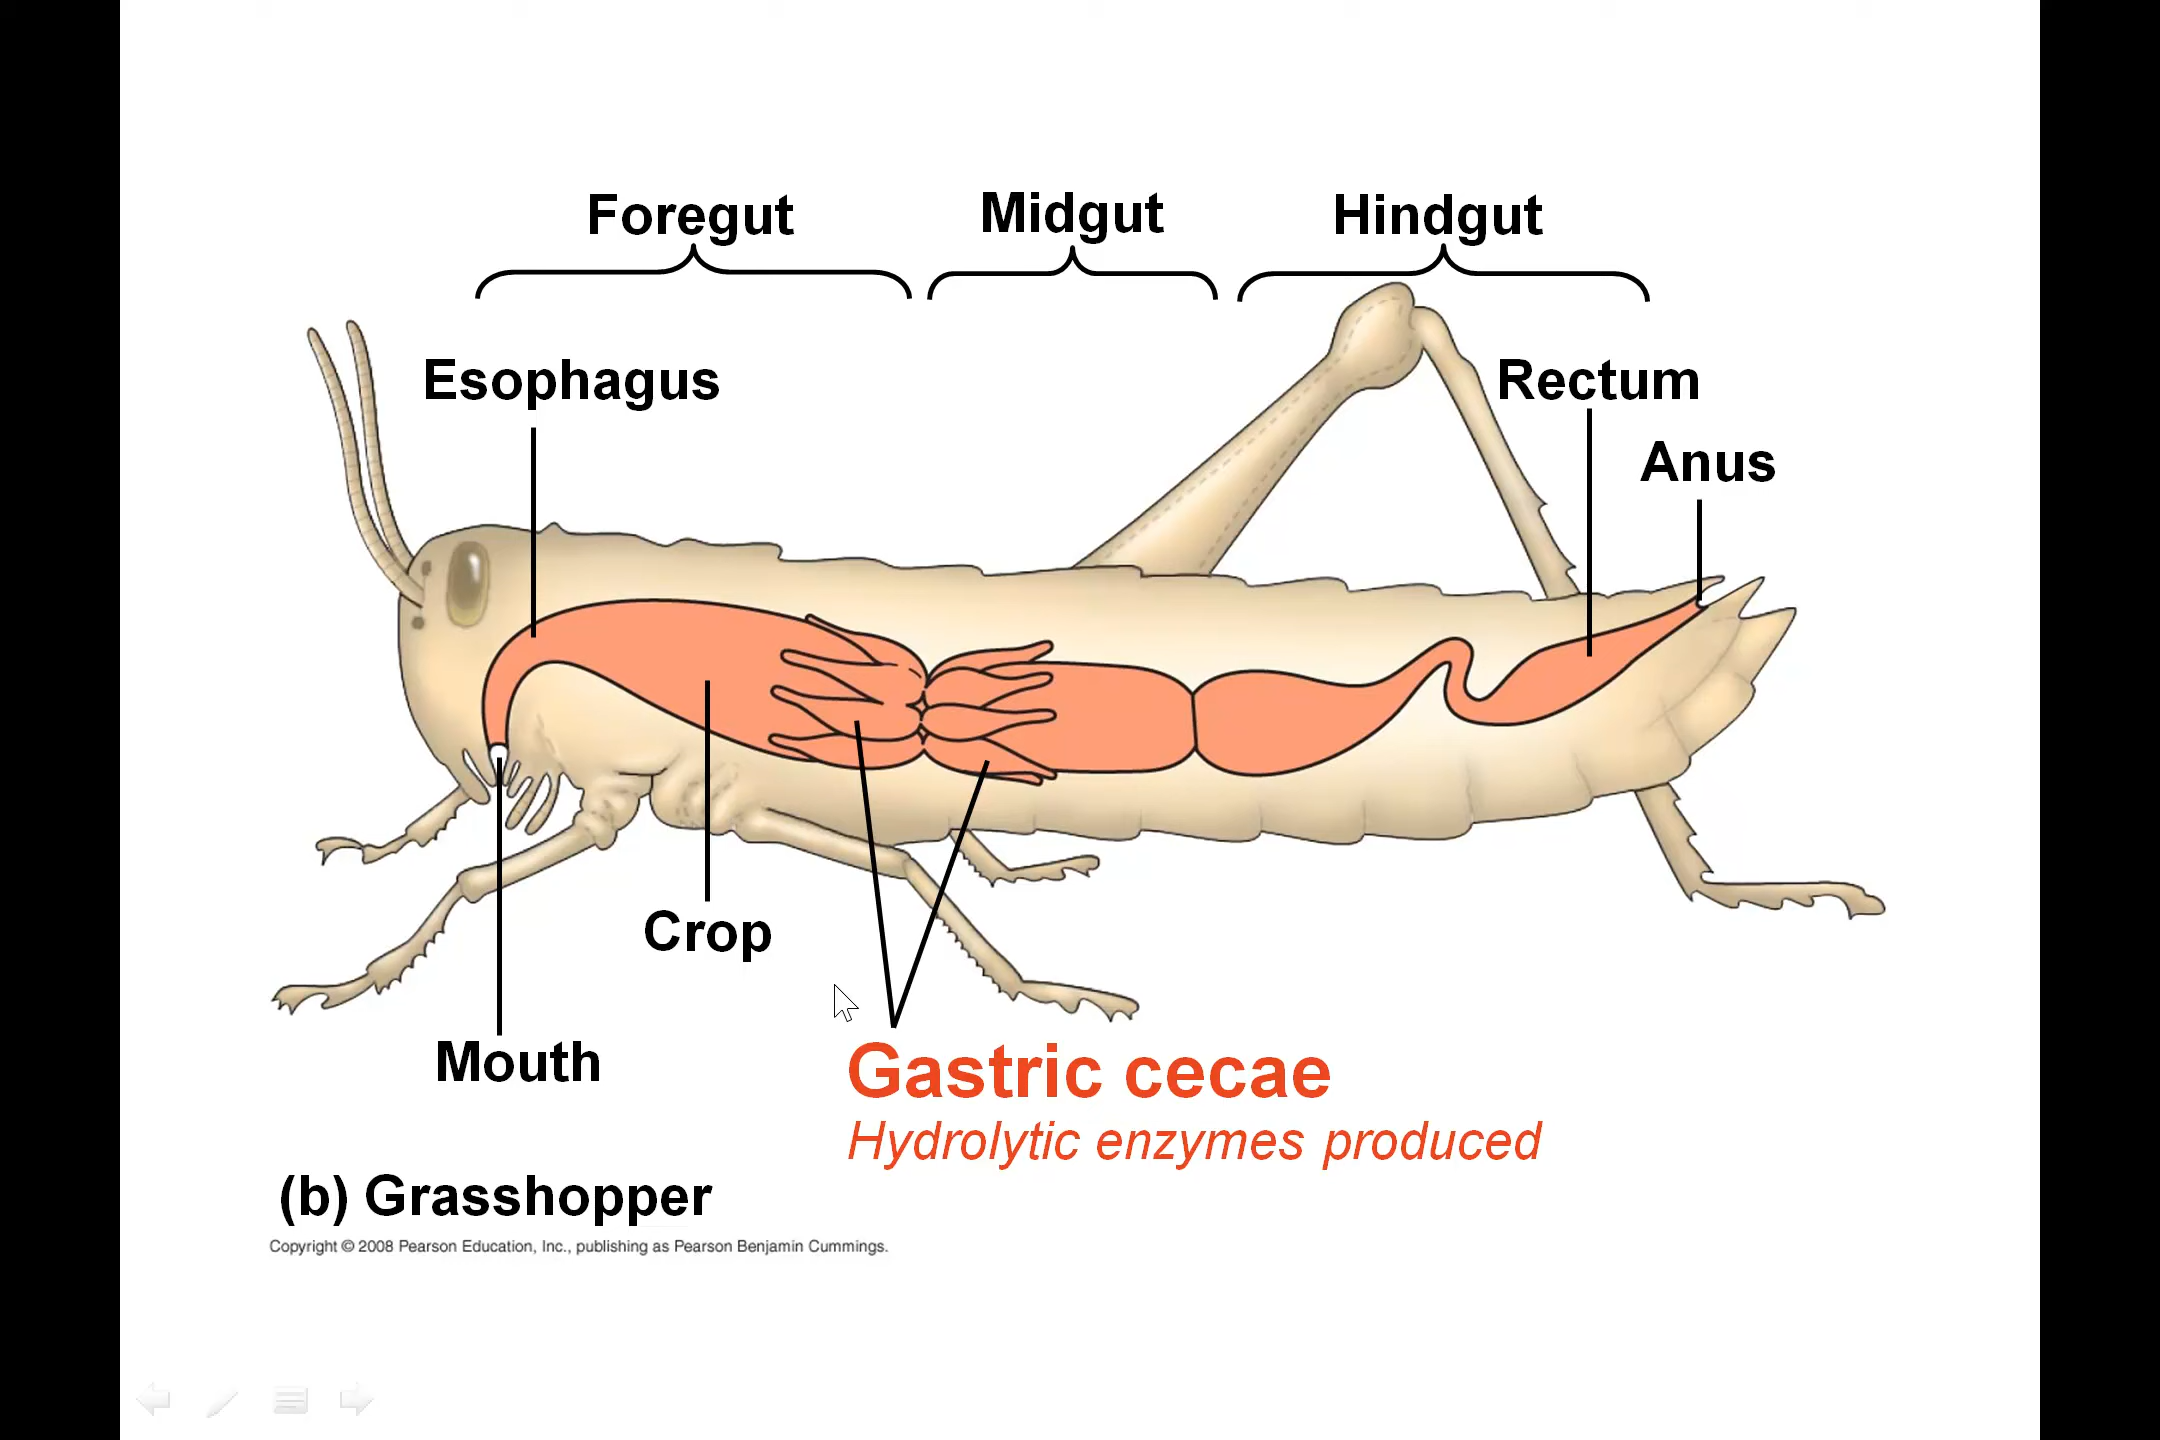 Foregut
Midgut
Hindgut
Esophagus
Rectum
Anus
Crop
Mouth
Gastric cecae
Hydrolytic enzymes produced
(b) Grasshopper
Copyright © 2008 Pearson Education, Inc., publishing as Pearson Benjamin Cummings.